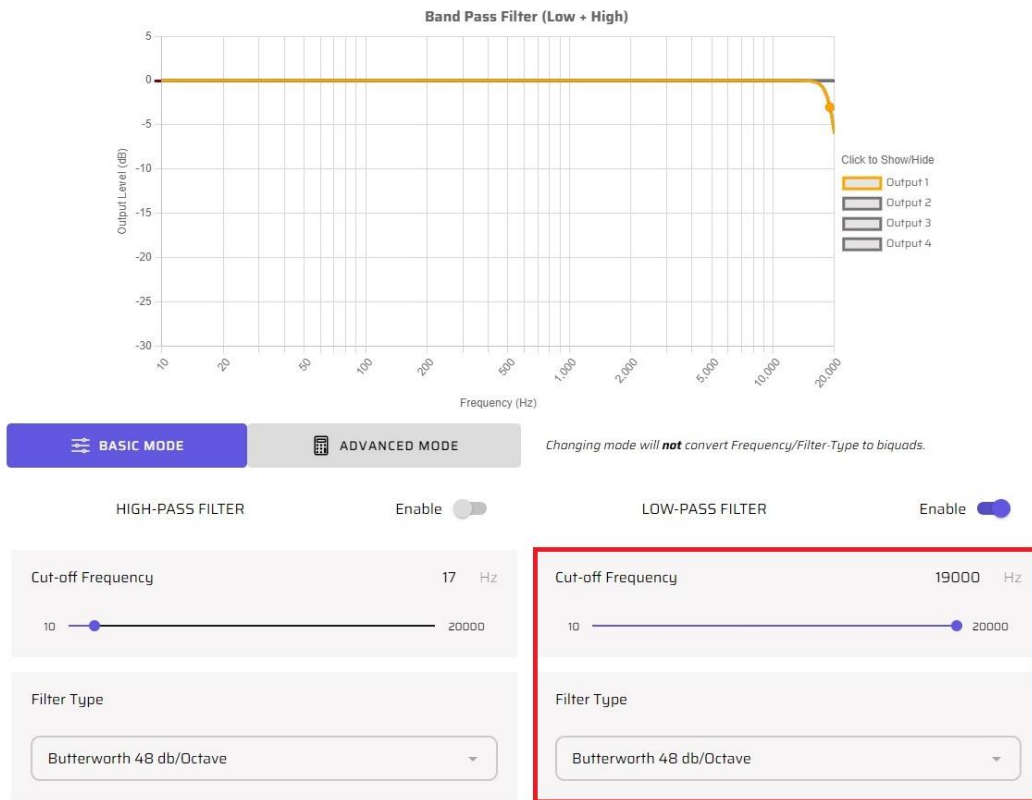 Band Pass Filter (Low + High)
5
0
-5
-10
-15
-20
-25
-30
Output Level (dB)
10
20
50
100
200
500
1,000
2,000
5,000
10,000
20,000
Frequency (Hz)
Click to Show/Hide
Output 1
Output 2
Output 3
Output 4
BASIC MODE
ADVANCED MODE
Changing mode will not convert Frequency/Filter-Type to biquads.
HIGH-PASS FILTER
Enable
LOW-PASS FILTER
Enable
Cut-off Frequency
17 Hz
10
20000
Filter Type
Butterworth 48 db/Octave
Cut-off Frequency
19000 Hz
10
20000
Filter Type
Butterworth 48 db/Octave